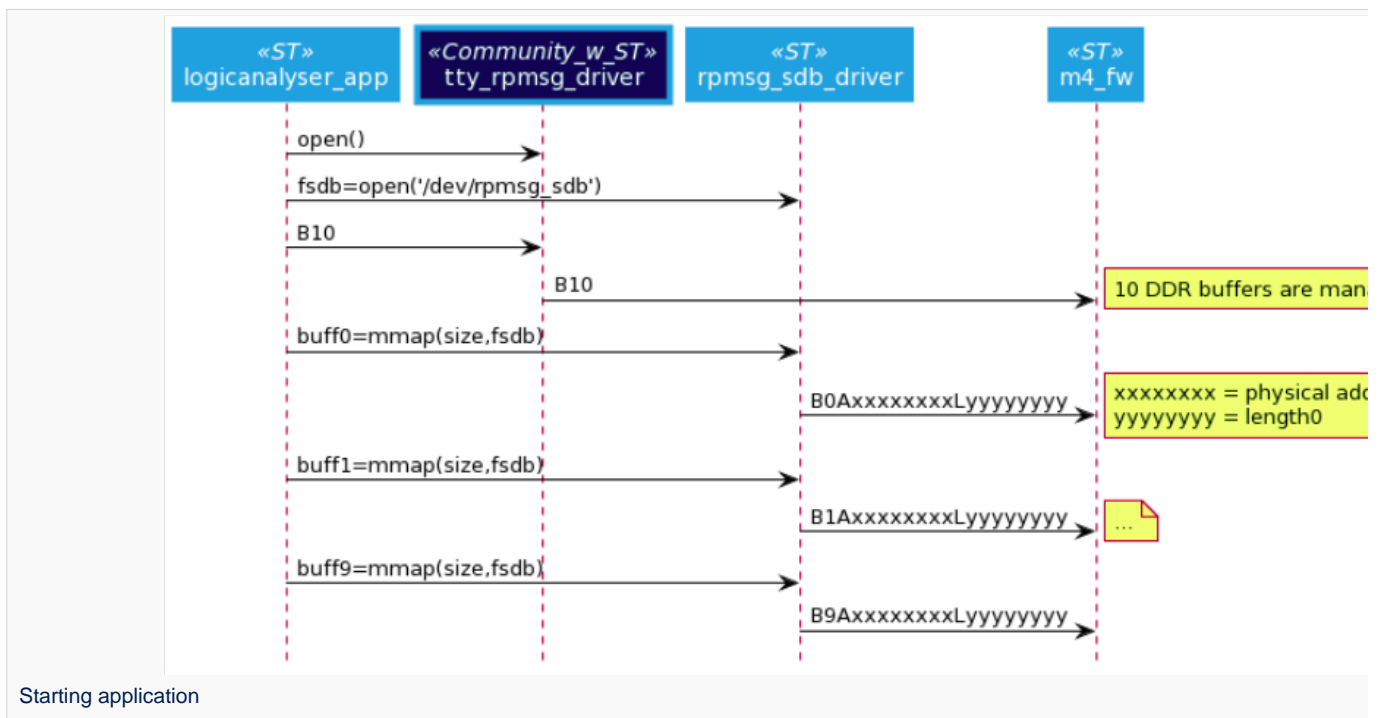 «ST»
logicanalyser_app
«Community_w_ST»
tty_rpmsg_driver
«ST»
rpmsg_sdb_driver
«ST»
m4_fw
open()
fsdb=open('/dev/rpmsg_sdb')
B10
B10
10 DDR buffers are man
buff0=mmap(size,fsdb)
B0AxxxxxxxxLyyyyyyyy
xxxxxxxx = physical add
yyyyyyyy = length0
buff1=mmap(size,fsdb)
B1AxxxxxxxxLyyyyyyyy
...
buff9=mmap(size,fsdb)
B9AxxxxxxxxLyyyyyyyy
Starting application